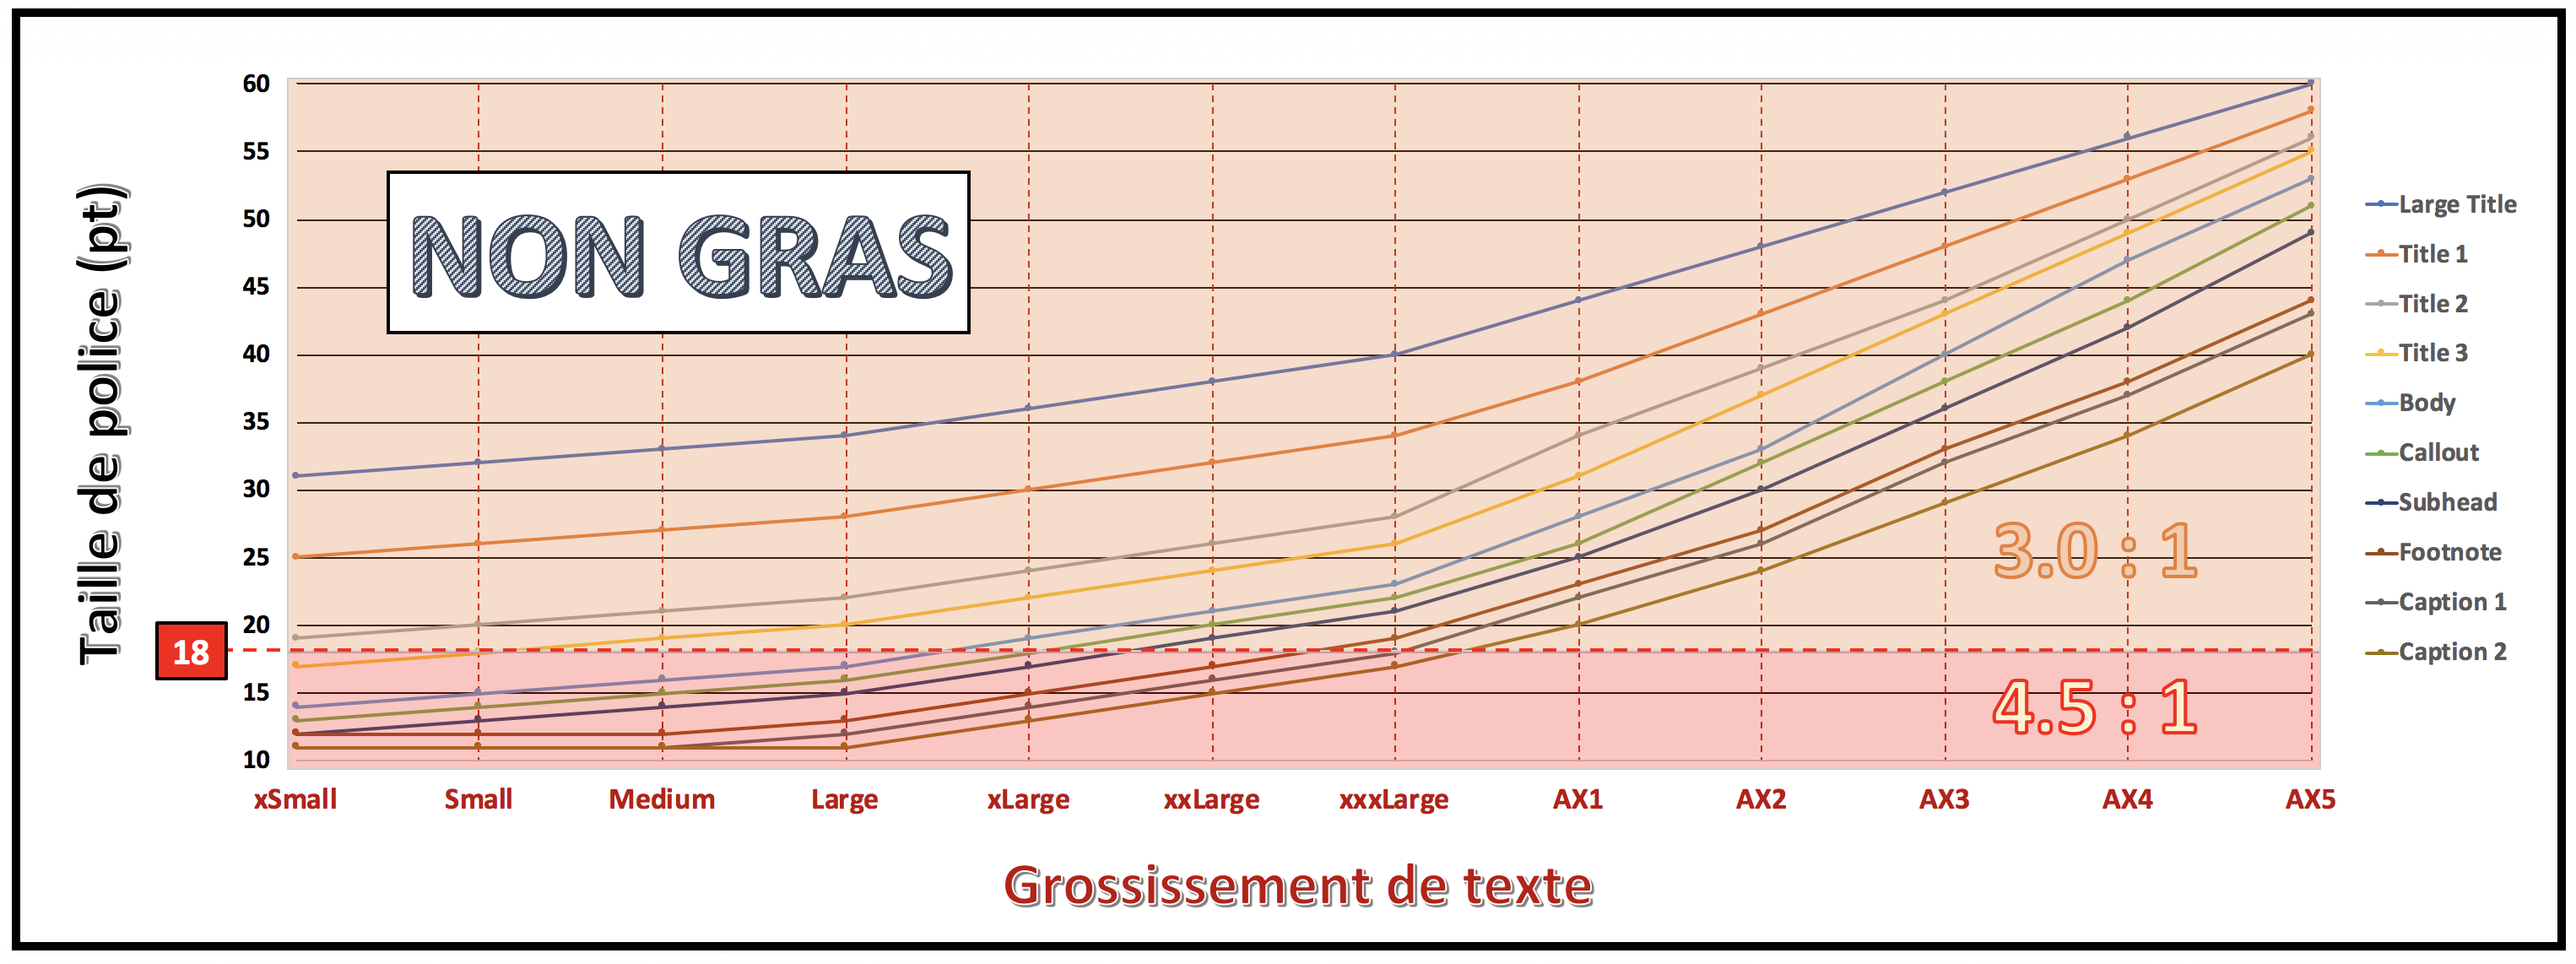 60
55
50
45
40
35
30
25
20
18
15
10
Taille de police (pt)
NON GRAS
3.0 : 1
4.5 : 1
xSmall Small Medium Large xLarge xxLarge xxxLarge AX1 AX2 AX3 AX4 AX5
Grossissement de texte
Large Title
Title 1
Title 2
Title 3
Body
Callout
Subhead
Footnote
Caption 1
Caption 2